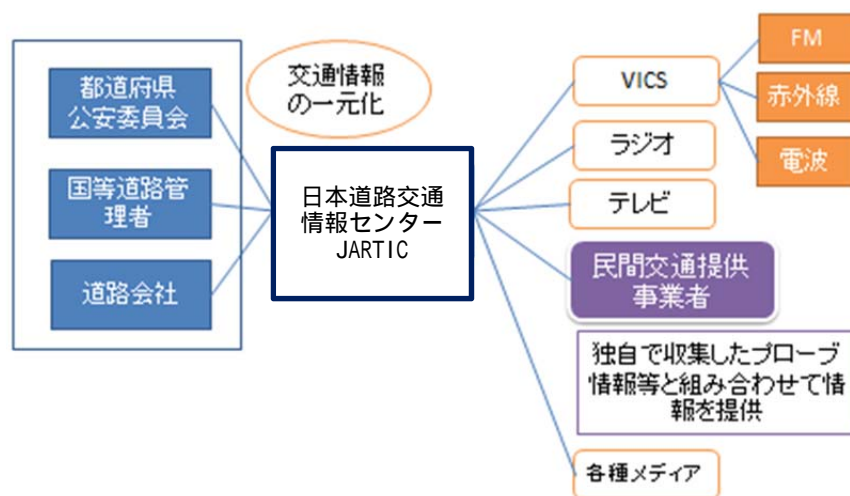 都道府県
公安委員会
国等道路管
理者
道路会社
交通情報
の一元化
日本道路交通
情報センター
JARTIC
VICS
ラジオ
テレビ
民間交通提供
事業者
独自で収集したプローブ
情報等と組み合わせて情
報を提供
各種メディア
FM
赤外線
電波